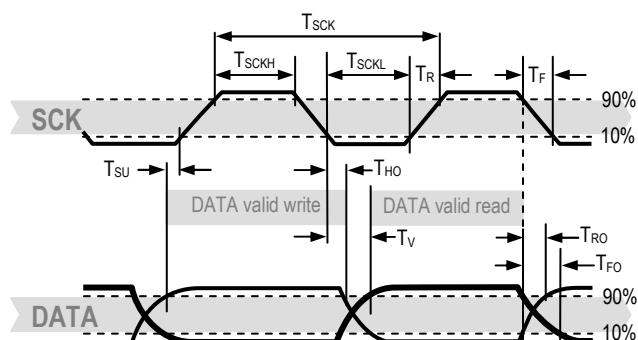 TSCK
TSCKH TSCKL TR TF
90%
SCK
10%
TSU THO
DATA valid write DATA valid read
TV TRO
TFO
90%
DATA
10%